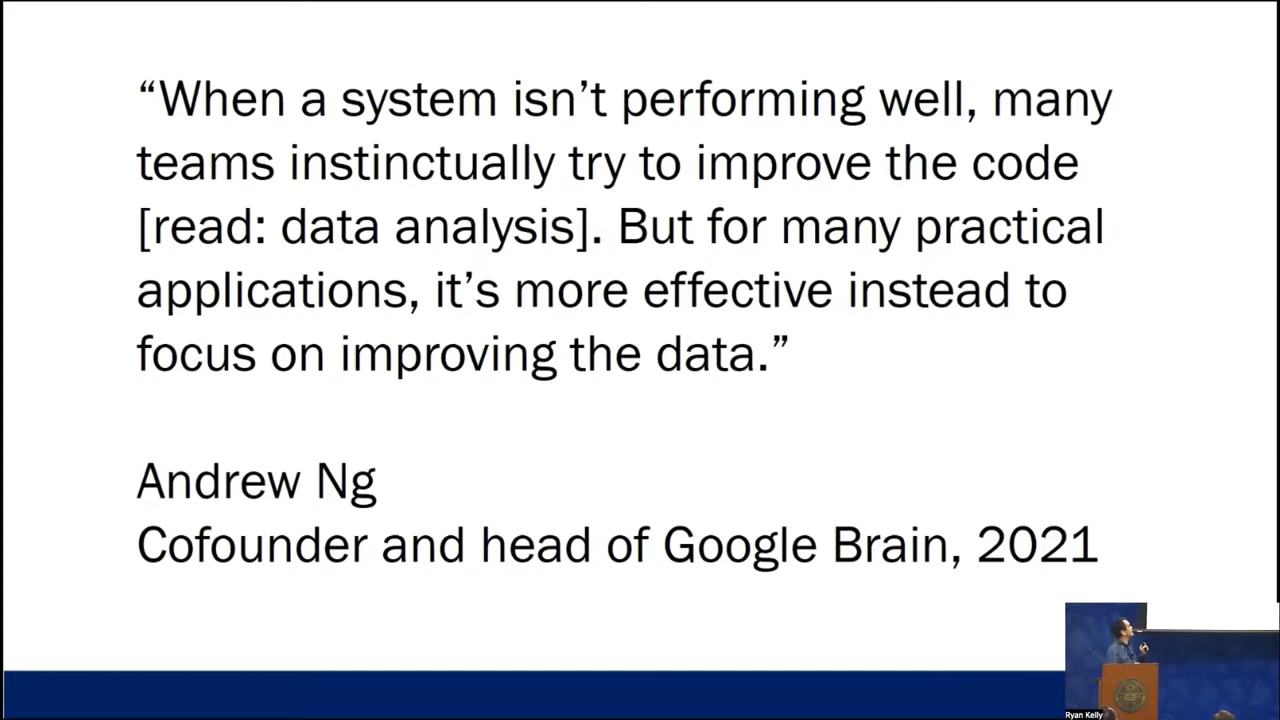 “When a system isn’t performing well, many
teams instinctually try to improve the code
[read: data analysis]. But for many practical
applications, it’s more effective instead to
focus on improving the data.”
Andrew Ng
Cofounder and head of Google Brain, 2021
Ryan Kelly